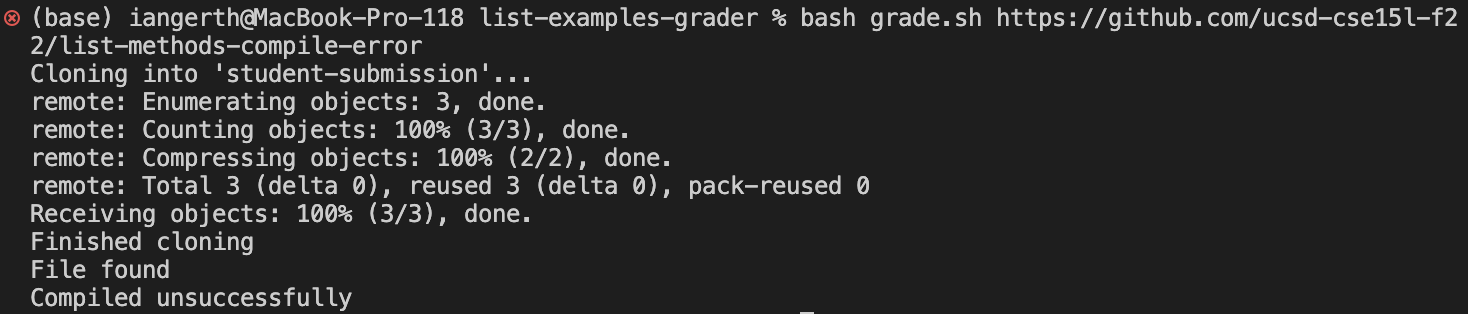 (base) iangerth@MacBook-Pro-118 list-examples-grader % bash grade.sh https://github.com/ucsd-cse15l-f2
2/list-methods-compile-error
Cloning into 'student-submission'...
remote: Enumerating objects: 3, done.
remote: Counting objects: 100% (3/3), done.
remote: Compressing objects: 100% (2/2), done.
remote: Total 3 (delta 0), reused 3 (delta 0), pack-reused 0
Receiving objects: 100% (3/3), done.
Finished cloning
File found
Compiled unsuccessfully